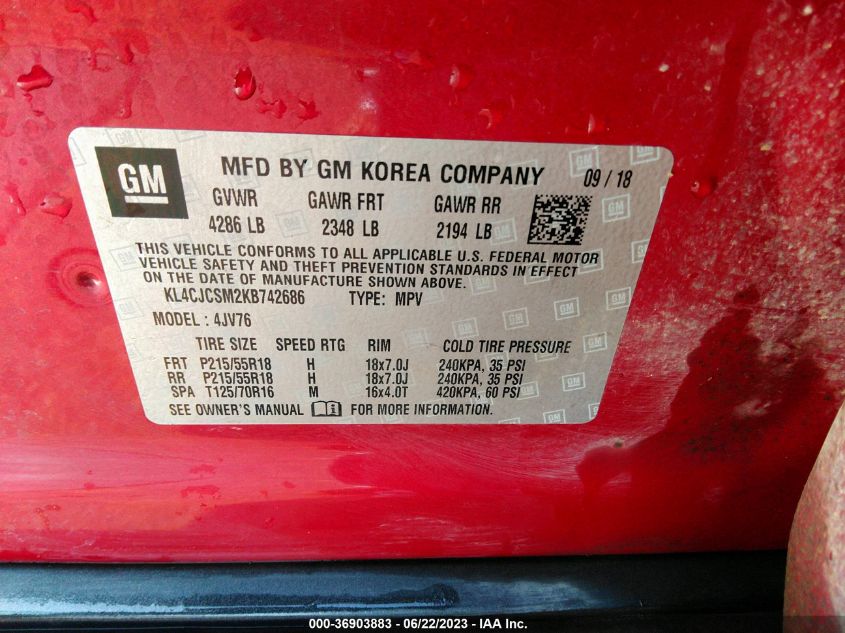 GM
MFD BY GM KOREA COMPANY 09 / 18
GVWR GAWR FRT GAWR RR
4286 LB 2348 LB 2194 LB
THIS VEHICLE CONFORMS TO ALL APPLICABLE U.S. FEDERAL MOTOR
VEHICLE SAFETY AND THEFT PREVENTION STANDARDS IN EFFECT
ON THE DATE OF MANUFACTURE SHOWN ABOVE.
KL4CJCSM2KB742686 TYPE: MPV
MODEL : 4JV76
TIRE SIZE SPEED RTG RIM COLD TIRE PRESSURE
FRT P215/55R18 H 18x7.0J 240KPA, 35 PSI
RR P215/55R18 H 18x7.0J 240KPA, 35 PSI
SPA T125/70R16 M 16x4.0T 420KPA, 60 PSI
SEE OWNER'S MANUAL FOR MORE INFORMATION.
000-36903883 - 06/22/2023 - IAA Inc.